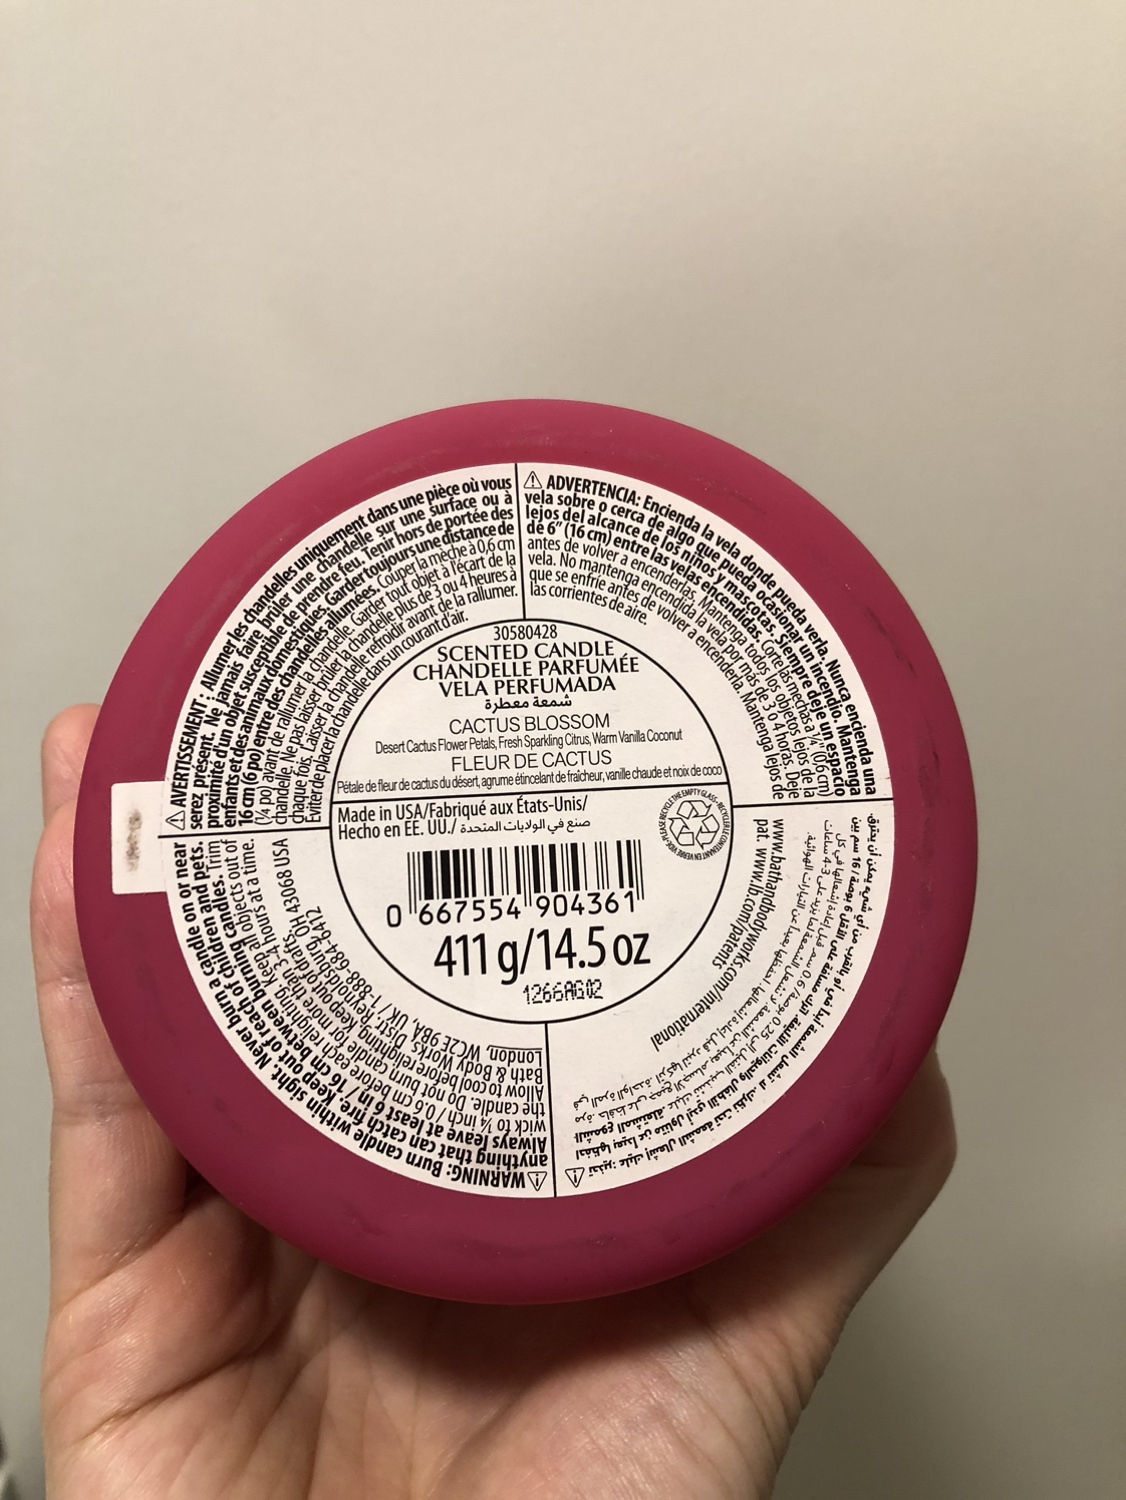 ⚠ AVERTISSEMENT : Allumer les chandelles uniquement dans une pièce où vous
serez présent. Ne jamais faire brûler une chandelle sur une surface ou à
proximité d'un objet susceptible de prendre feu. Tenir hors de portée des
enfants et des animaux domestiques. Garder toujours une distance de
16 cm (6 po) entre des chandelles allumées. Couper la mèche à 0,6 cm
(¼ po) avant de rallumer la chandelle. Garder tout objet à l'écart de la
chandelle. Ne pas laisser brûler la chandelle plus de 3 ou 4 heures à
chaque fois. Laisser la chandelle refroidir avant de la rallumer.
Éviter de placer la chandelle dans un courant d'air.
⚠ ADVERTENCIA: Encienda la vela donde pueda verla. Nunca encienda una
vela sobre o cerca de algo que pueda ocasionar un incendio. Mantenga
lejos del alcance de los niños y mascotas. Siempre deje un espacio
de 6" (16 cm) entre las velas encendidas. Corte las mechas a ¼ (0,6 cm)
antes de volver a encenderlas. Mantenga todos los objetos lejos de la
vela. No mantenga encendida la vela por más de 3 o 4 horas. Deje
que se enfríe antes de volver a encenderla. Mantenga lejos de
las corrientes de aire.
30580428
SCENTED CANDLE
CHANDELLE PARFUMÉE
VELA PERFUMADA
شمعة معطرة
CACTUS BLOSSOM
Desert Cactus Flower Petals, Fresh Sparkling Citrus, Warm Vanilla Coconut
FLEUR DE CACTUS
Pétale de fleur de cactus du désert, agrume étincelant de fraîcheur, vanille chaude et noix de coco
Made in USA/Fabriqué aux États-Unis/
Hecho en EE. UU./ صنع في الولايات المتحدة
PLEASE RECYCLE THE EMPTY GLASS
0 667554 904361
411 g/14.5 oz
1266AG02
⚠ WARNING: Burn candle within sight. Never burn a candle on or near
anything that can catch fire. Keep out of reach of children and pets.
Always leave at least 6 in / 16 cm between burning candles. Trim
wick to ¼ inch / 0.6 cm before each relighting. Keep all objects out of
the candle. Do not burn candle for more than 3-4 hours at a time.
Allow to cool before relighting. Keep out of drafts.
Bath & Body Works, Distr. Reynoldsburg, OH 43068 USA
London, WC2E 9BA, UK / 1-888-684-6412
www.bathandbodyworks.com/international
pat. www.lb.com/patents